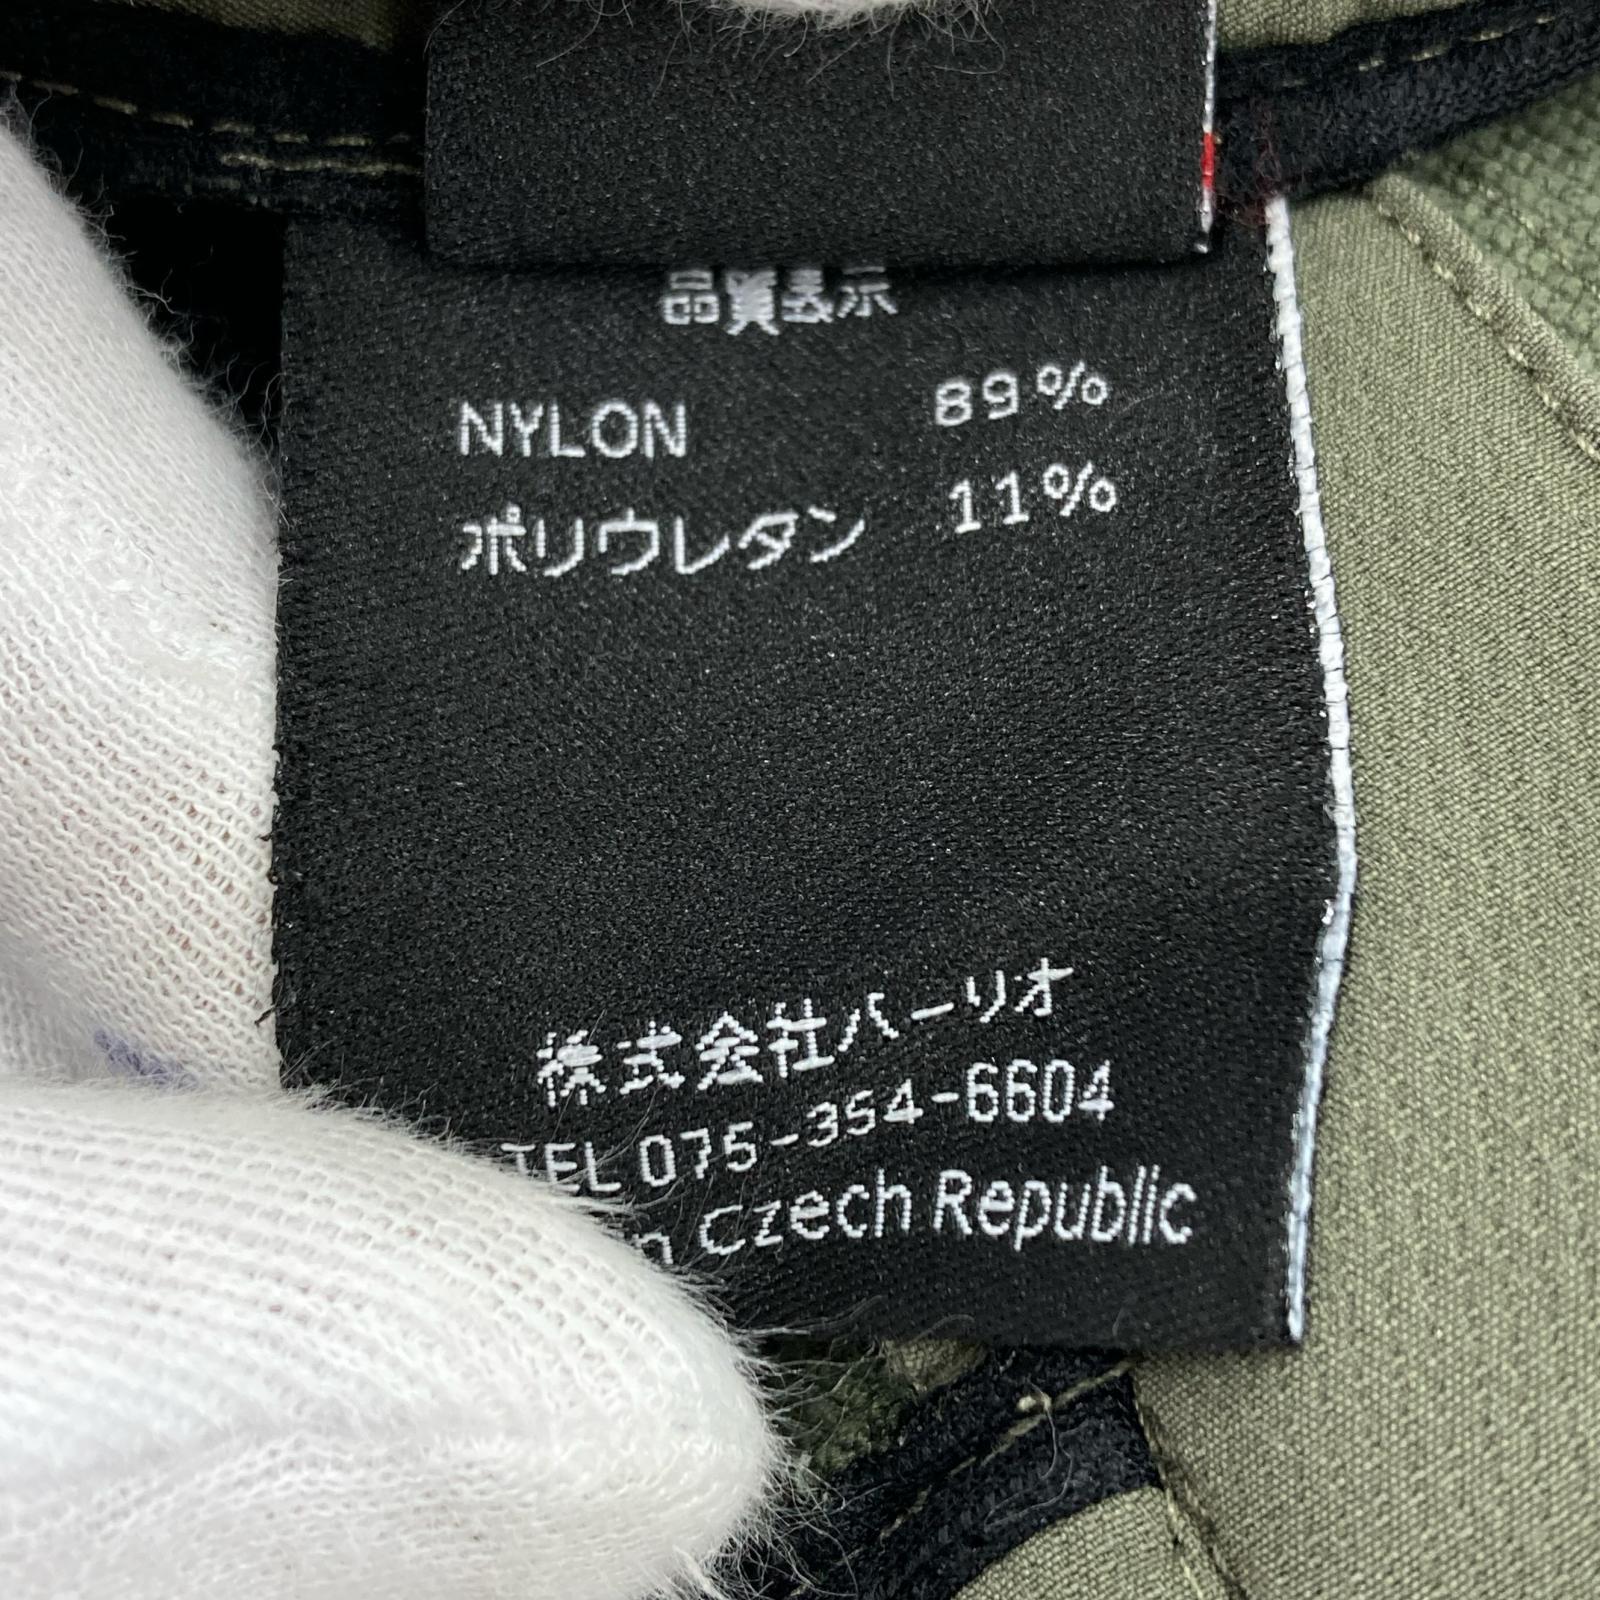 品質表示
NYLON 89%
ポリウレタン 11%
株式会社バーリオ
TEL 075-354-6604
Czech Republic